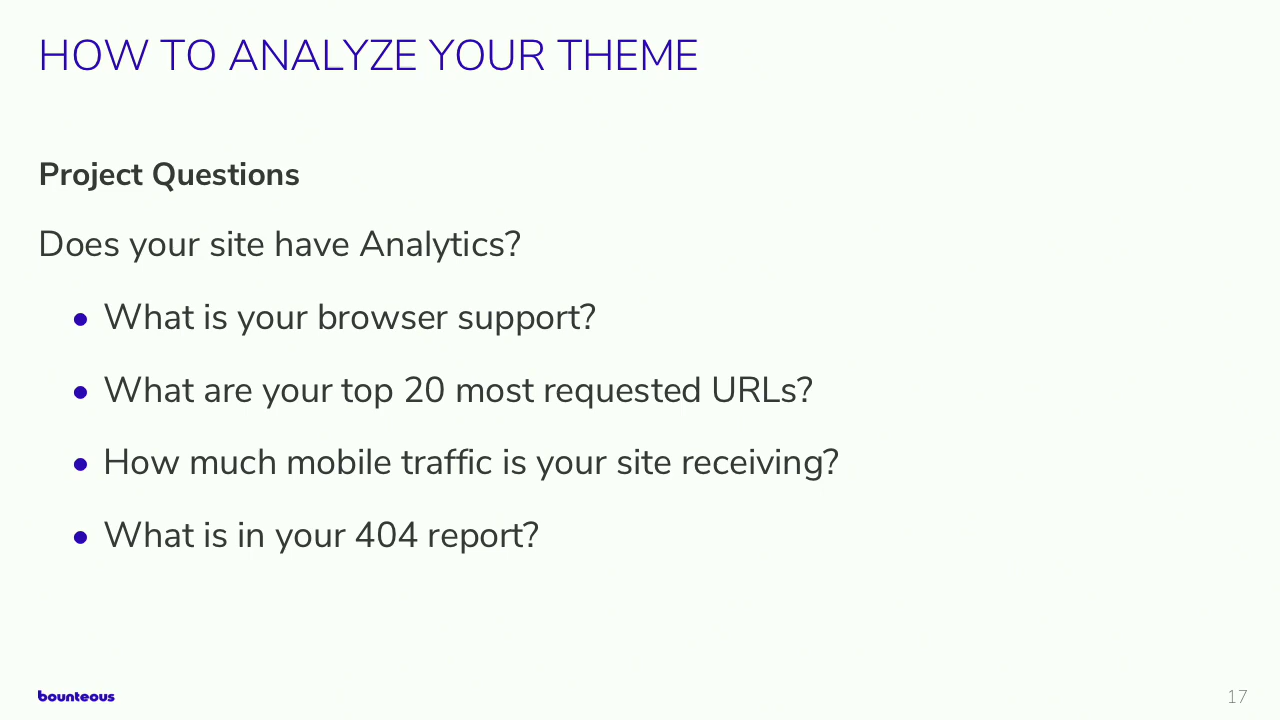 HOW TO ANALYZE YOUR THEME
Project Questions
Does your site have Analytics?
• What is your browser support?
• What are your top 20 most requested URLs?
• How much mobile traffic is your site receiving?
• What is in your 404 report?
bounteous
17